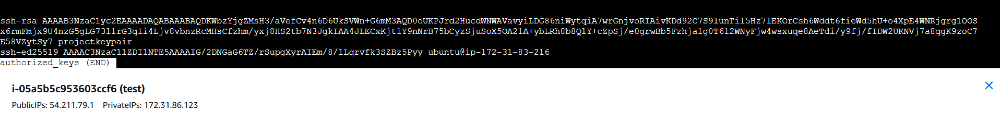 ssh-rsa AAAAB3NzaC1yc2EAAAADAQABAAABAQDKWbzYjgZMsH3/aVefCv4n6D6UkSVWn+G6mM3AQD0oUKPJrd2HucdWNWAVavyiLDG86niWytqiA7wrGnjvoRIAivKDd92C7S9lunTil5Hz7lEKOrCsh6Wddt6fieWd5hU+o4XpE4WNRjgrg1OOS
x6rmFmjx9U4nzG5gLG73l1rG3qIi4Ljv8vbnzRcMHsCfzhm/yxj8HS2tb7N3JgkIAA4JLECxKjt1Y9nNrB75bCyzSjuSoX5OA21A+ybLRh8b8QlY+cZpSj/e0grwBb5Fzhja1g0T612WNyFjw4wsxuqe8AeTdi/y9fj/fIDW2UKNVj7a8qgK9zoC7
E58VZytSy7 projectkeypair
ssh-ed25519 AAAAC3NzaC1lZDI1NTE5AAAAIG/2DNGaG6TZ/rSupgXyrAIEm/8/1Lqrvfk3SZBz5Pyy ubuntu@ip-172-31-83-216
authorized_keys (END)
i-05a5b5c953603ccf6 (test)
PublicIPs: 54.211.79.1 PrivateIPs: 172.31.86.123